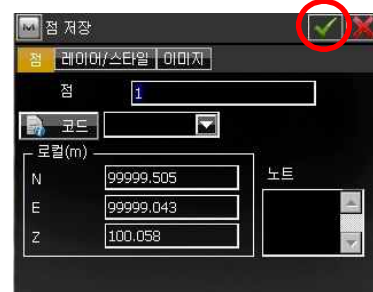 점 저장
점 레이어/스타일 이미지
점 1
코드
로컬(m)
N 99999.505
E 99999.043
Z 100.058
노트